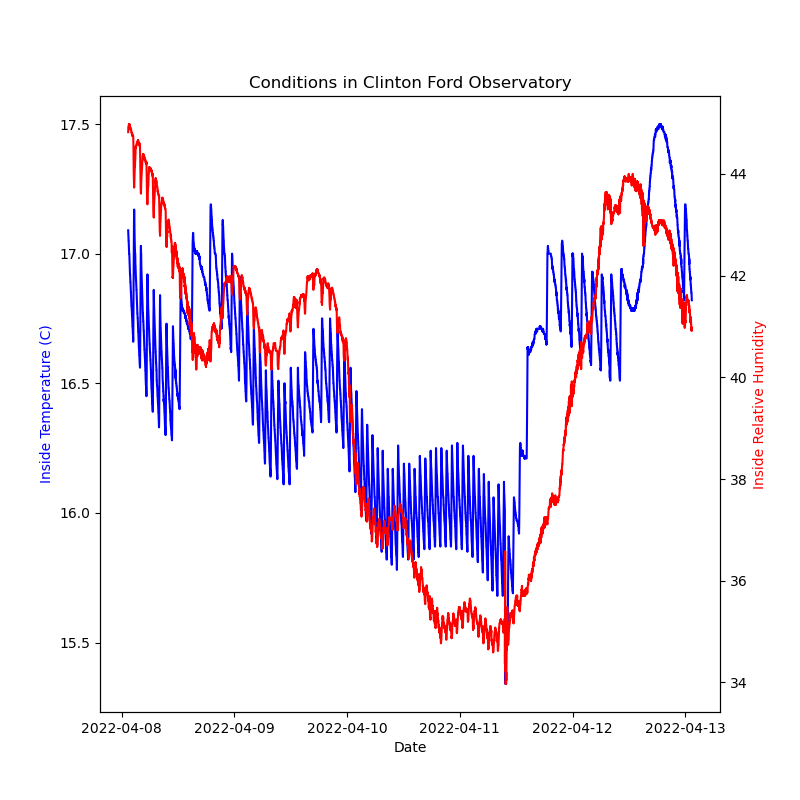 Conditions in Clinton Ford Observatory
17.5
17.0
16.5
16.0
15.5
Inside Temperature (C)
44
42
40
38
36
34
Inside Relative Humidity
2022-04-08 2022-04-09 2022-04-10 2022-04-11 2022-04-12 2022-04-13
Date